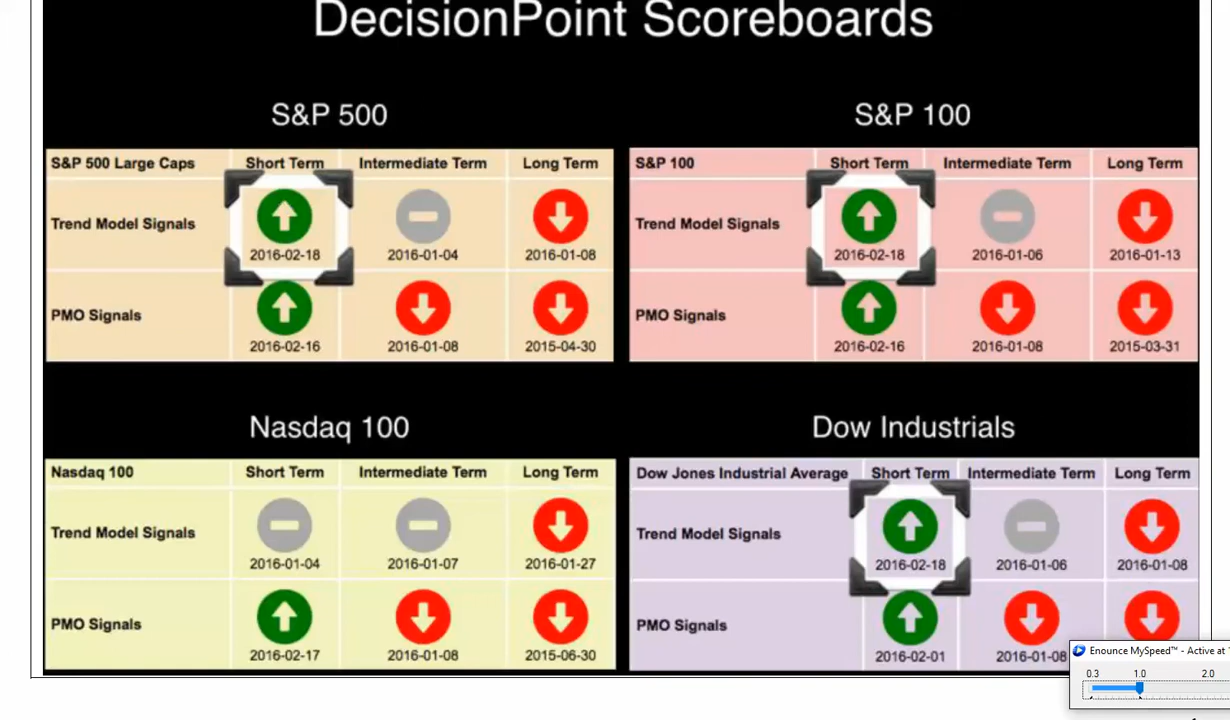 DecisionPoint Scoreboards
S&P 500
S&P 500 Large Caps Short Term Intermediate Term Long Term
Trend Model Signals
2016-02-18 2016-01-04 2016-01-08
PMO Signals
2016-02-16 2016-01-08 2015-04-30
S&P 100
S&P 100 Short Term Intermediate Term Long Term
Trend Model Signals
2016-02-18 2016-01-06 2016-01-13
PMO Signals
2016-02-16 2016-01-08 2015-03-31
Nasdaq 100
Nasdaq 100 Short Term Intermediate Term Long Term
Trend Model Signals
2016-01-04 2016-01-07 2016-01-27
PMO Signals
2016-02-17 2016-01-08 2015-06-30
Dow Industrials
Dow Jones Industrial Average Short Term Intermediate Term Long Term
Trend Model Signals
2016-02-18 2016-01-06 2016-01-08
PMO Signals
2016-02-01 2016-01-08
Enounce MySpeed™ - Active at
0.3 1.0 2.0